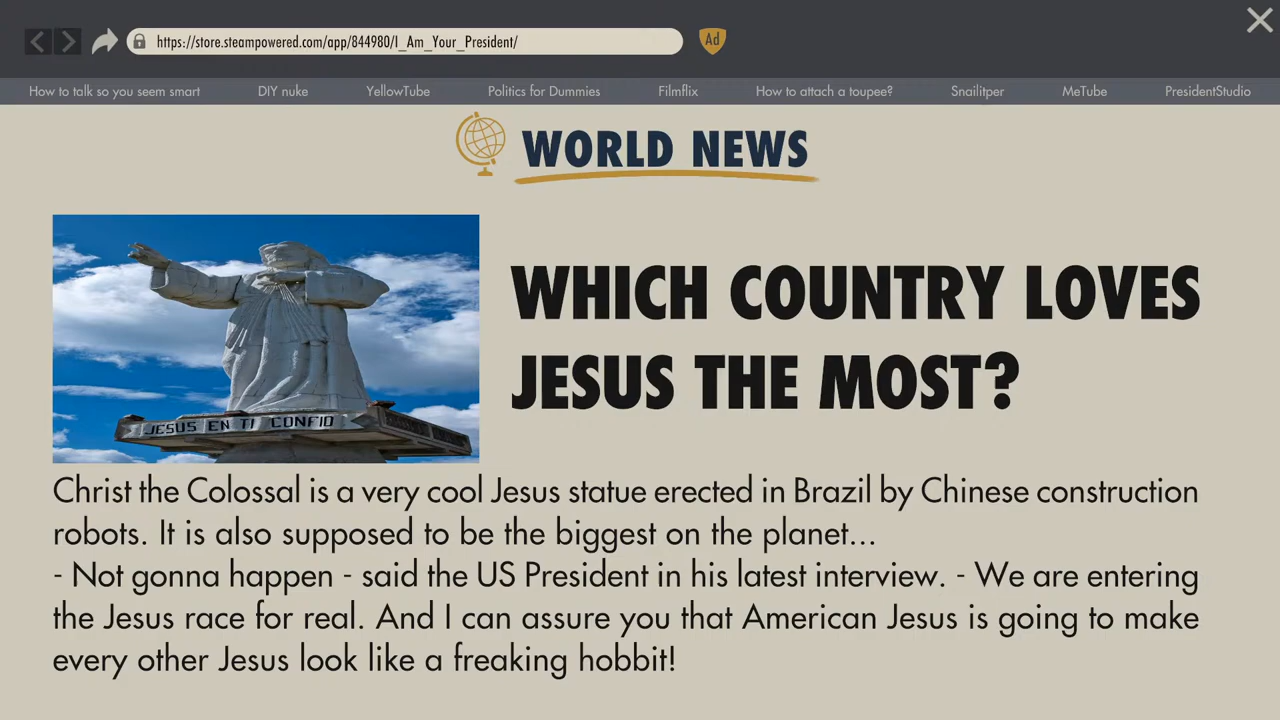 https://store.steampowered.com/app/844980/I_Am_Your_President/
Ad
How to talk so you seem smart
DIY nuke
YellowTube
Politics for Dummies
Filmflix
How to attach a toupee?
Snailitper
MeTube
PresidentStudio
WORLD NEWS
WHICH COUNTRY LOVES
JESUS THE MOST?
JESUS EN TI CONFIO
Christ the Colossal is a very cool Jesus statue erected in Brazil by Chinese construction
robots. It is also supposed to be the biggest on the planet...
- Not gonna happen - said the US President in his latest interview. - We are entering
the Jesus race for real. And I can assure you that American Jesus is going to make
every other Jesus look like a freaking hobbit!